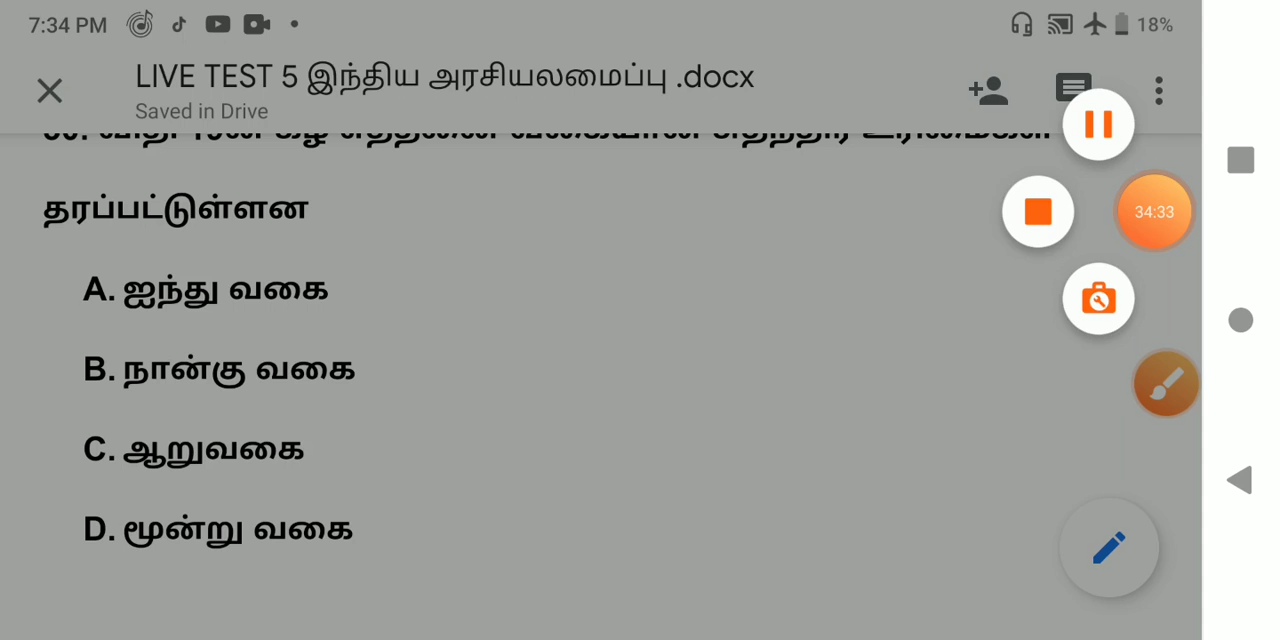 7:34 PM
18%
LIVE TEST 5 இந்திய அரசியலமைப்பு .docx
Saved in Drive
தரப்பட்டுள்ளன
34:33
A. ஐந்து வகை
B. நான்கு வகை
C. ஆறுவகை
D. மூன்று வகை